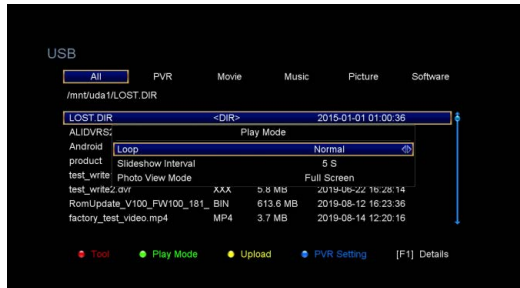 USB
All PVR Movie Music Picture Software
/mnt/uda1/LOST.DIR
LOST.DIR <DIR> 2015-01-01 01:00:36
ALIDVRS2 Play Mode
Android Loop Normal
product Slideshow Interval 5 S
test_write Photo View Mode Full Screen
test_write2.dvr XXX 5.8 MB 2019-06-22 16:28:14
RomUpdate_V100_FW100_181_ BIN 613.6 MB 2019-08-12 16:23:36
factory_test_video.mp4 MP4 3.7 MB 2019-08-14 12:20:16
Tool Play Mode Upload PVR Setting [F1] Details